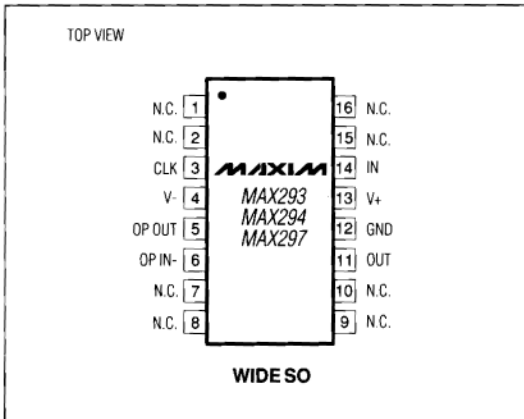 TOP VIEW
N.C. 1 16 N.C.
N.C. 2 15 N.C.
CLK 3 MAXIM 14 IN
V- 4 MAX293 13 V+
OP OUT 5 MAX294 12 GND
OP IN- 6 MAX297 11 OUT
N.C. 7 10 N.C.
N.C. 8 9 N.C.
WIDE SO